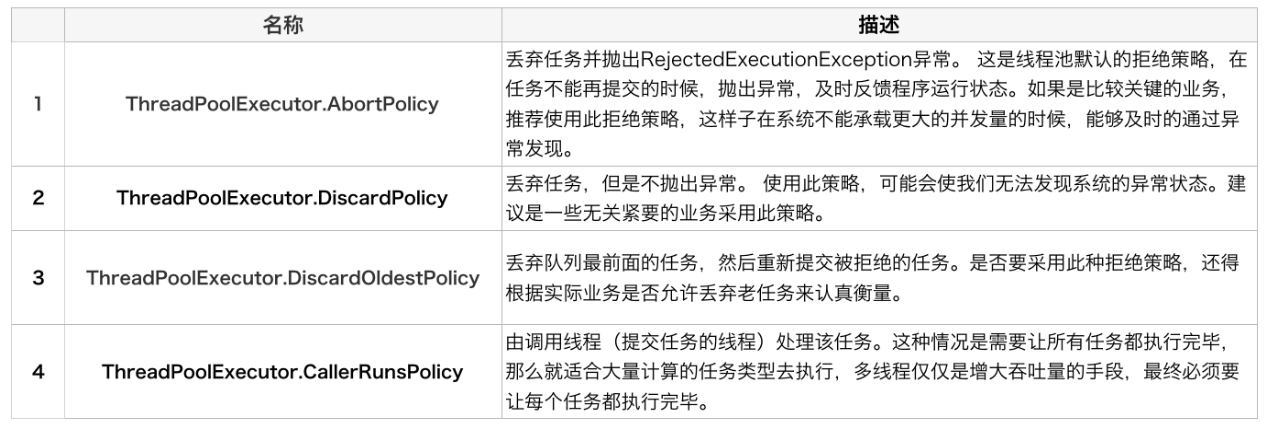 名称 描述
丢弃任务并抛出RejectedExecutionException异常。 这是线程池默认的拒绝策略，在
1 ThreadPoolExecutor.AbortPolicy 任务不能再提交的时候，抛出异常，及时反馈程序运行状态。如果是比较关键的业务，
推荐使用此拒绝策略，这样子在系统不能承载更大的并发量的时候，能够及时的通过异
常发现。
2 ThreadPoolExecutor.DiscardPolicy 丢弃任务，但是不抛出异常。 使用此策略，可能会使我们无法发现系统的异常状态。建
议是一些无关紧要的业务采用此策略。
3 ThreadPoolExecutor.DiscardOldestPolicy 丢弃队列最前面的任务，然后重新提交被拒绝的任务。是否要采用此种拒绝策略，还得
根据实际业务是否允许丢弃老任务来认真衡量。
由调用线程（提交任务的线程）处理该任务。这种情况是需要让所有任务都执行完毕，
4 ThreadPoolExecutor.CallerRunsPolicy 那么就适合大量计算的任务类型去执行，多线程仅仅是增大吞吐量的手段，最终必须要
让每个任务都执行完毕。